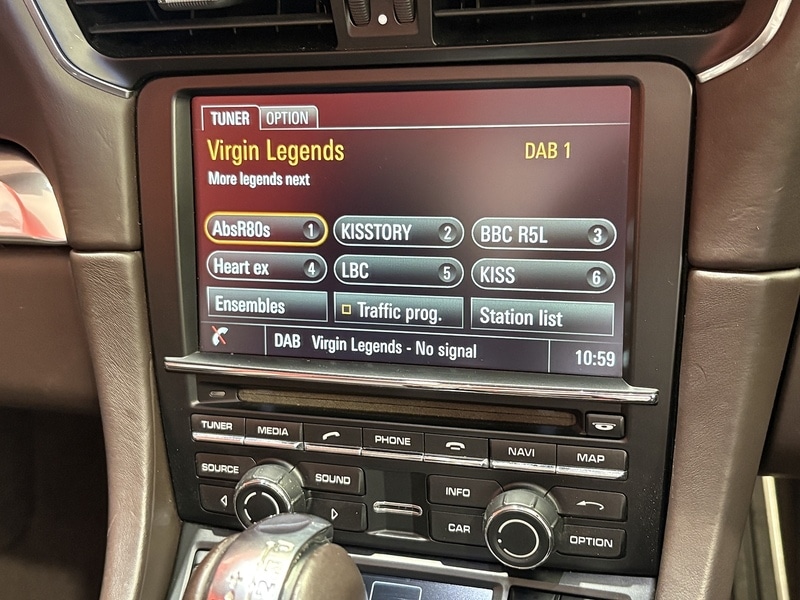 TUNER OPTION
Virgin Legends DAB 1
More legends next
AbsR80s 1 KISSTORY 2 BBC R5L 3
Heart ex 4 LBC 5 KISS 6
Ensembles Traffic prog. Station list
DAB Virgin Legends - No signal 10:59
TUNER MEDIA PHONE NAVI MAP
SOURCE SOUND INFO
CAR OPTION